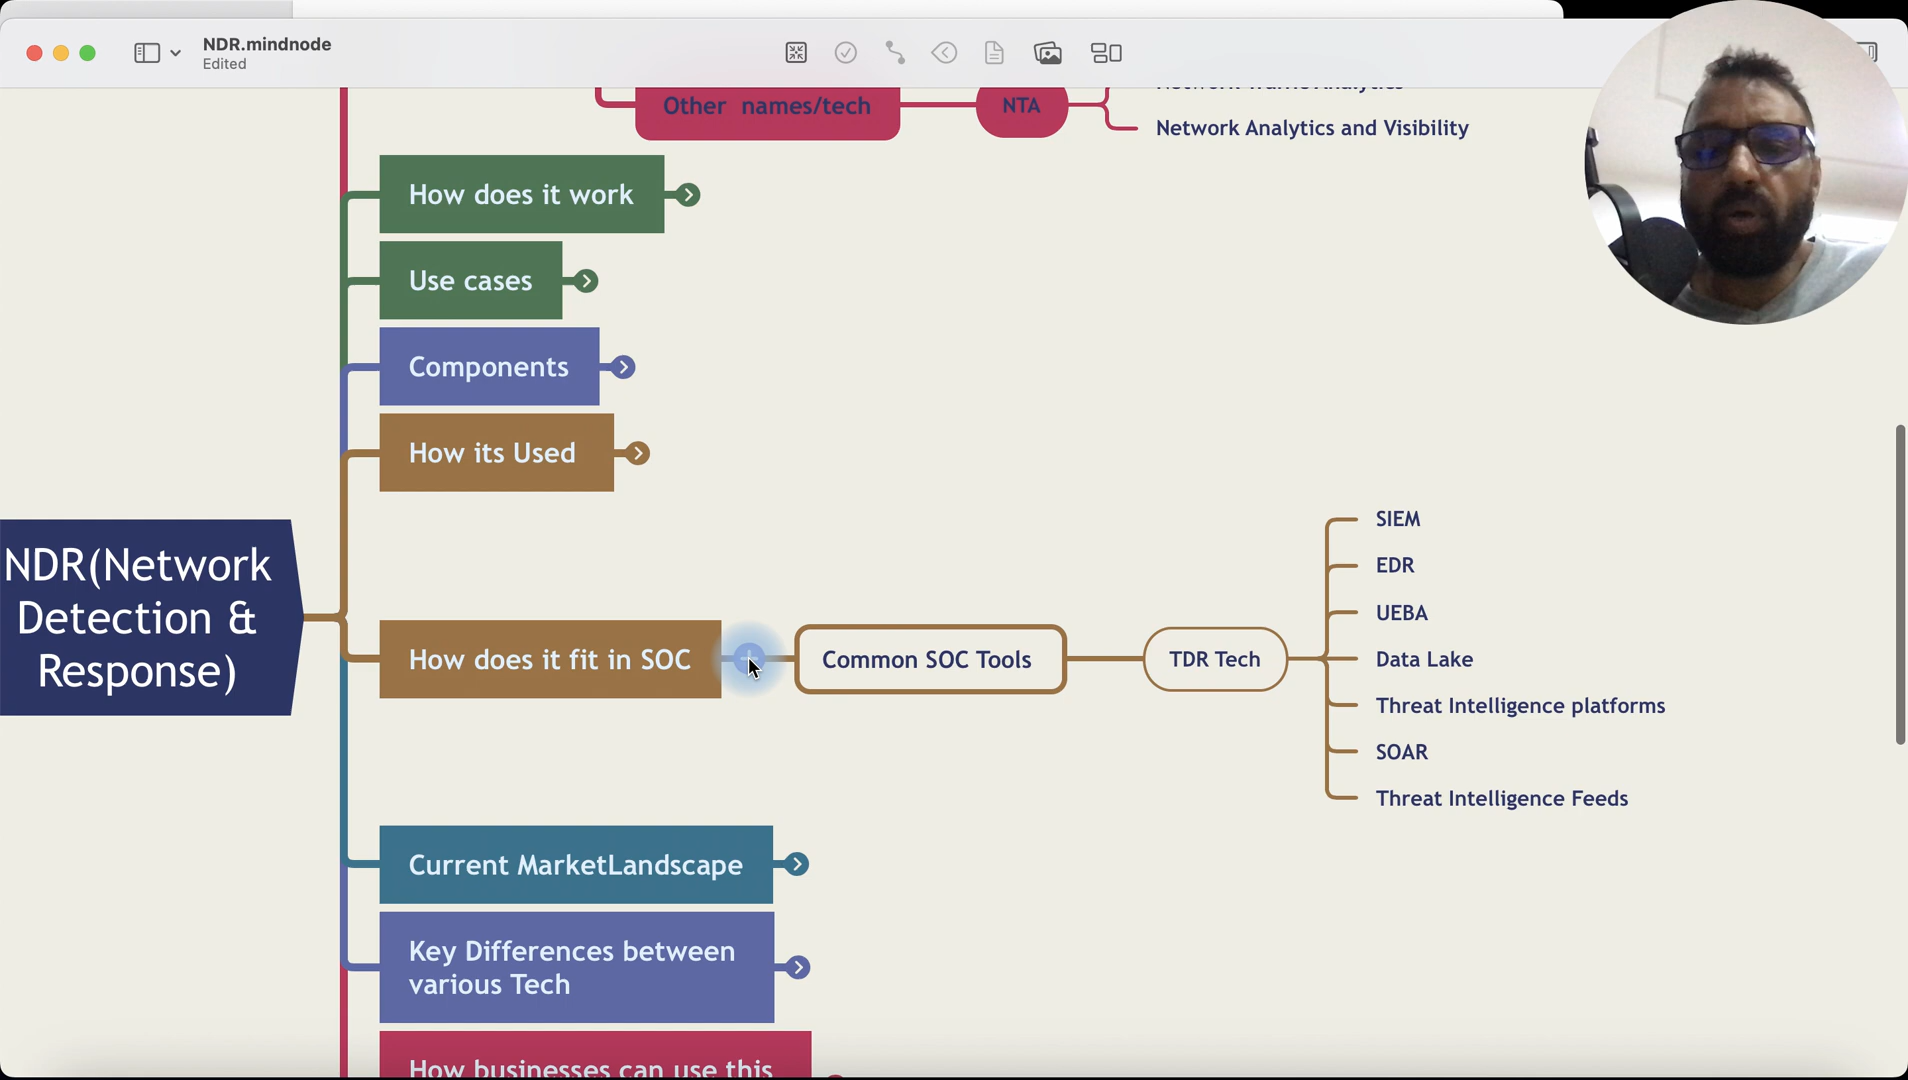 NDR.mindnode
Edited
Other names/tech
NTA
Network Analytics and Visibility
How does it work
Use cases
Components
How its Used
NDR(Network
Detection &
Response)
How does it fit in SOC
Common SOC Tools
TDR Tech
SIEM
EDR
UEBA
Data Lake
Threat Intelligence platforms
SOAR
Threat Intelligence Feeds
Current MarketLandscape
Key Differences between
various Tech
How businesses can use this